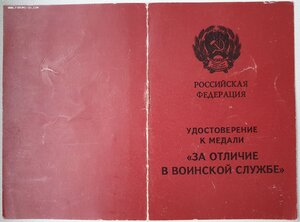 РОССИЙСКАЯ
ФЕДЕРАЦИЯ
УДОСТОВЕРЕНИЕ
К МЕДАЛИ
«ЗА ОТЛИЧИЕ
В ВОИНСКОЙ СЛУЖБЕ»